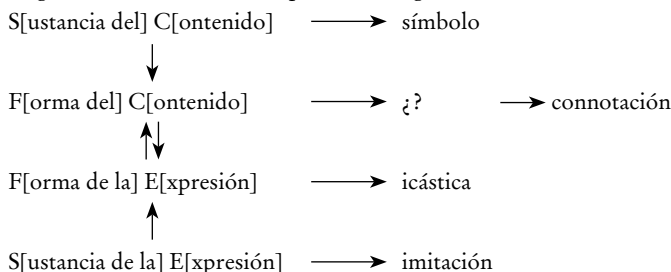 S[ustancia del] C[ontenido] símbolo
F[orma del] C[ontenido] ¿? connotación
F[orma de la] E[xpresión] icástica
S[ustancia de la] E[xpresión] imitación